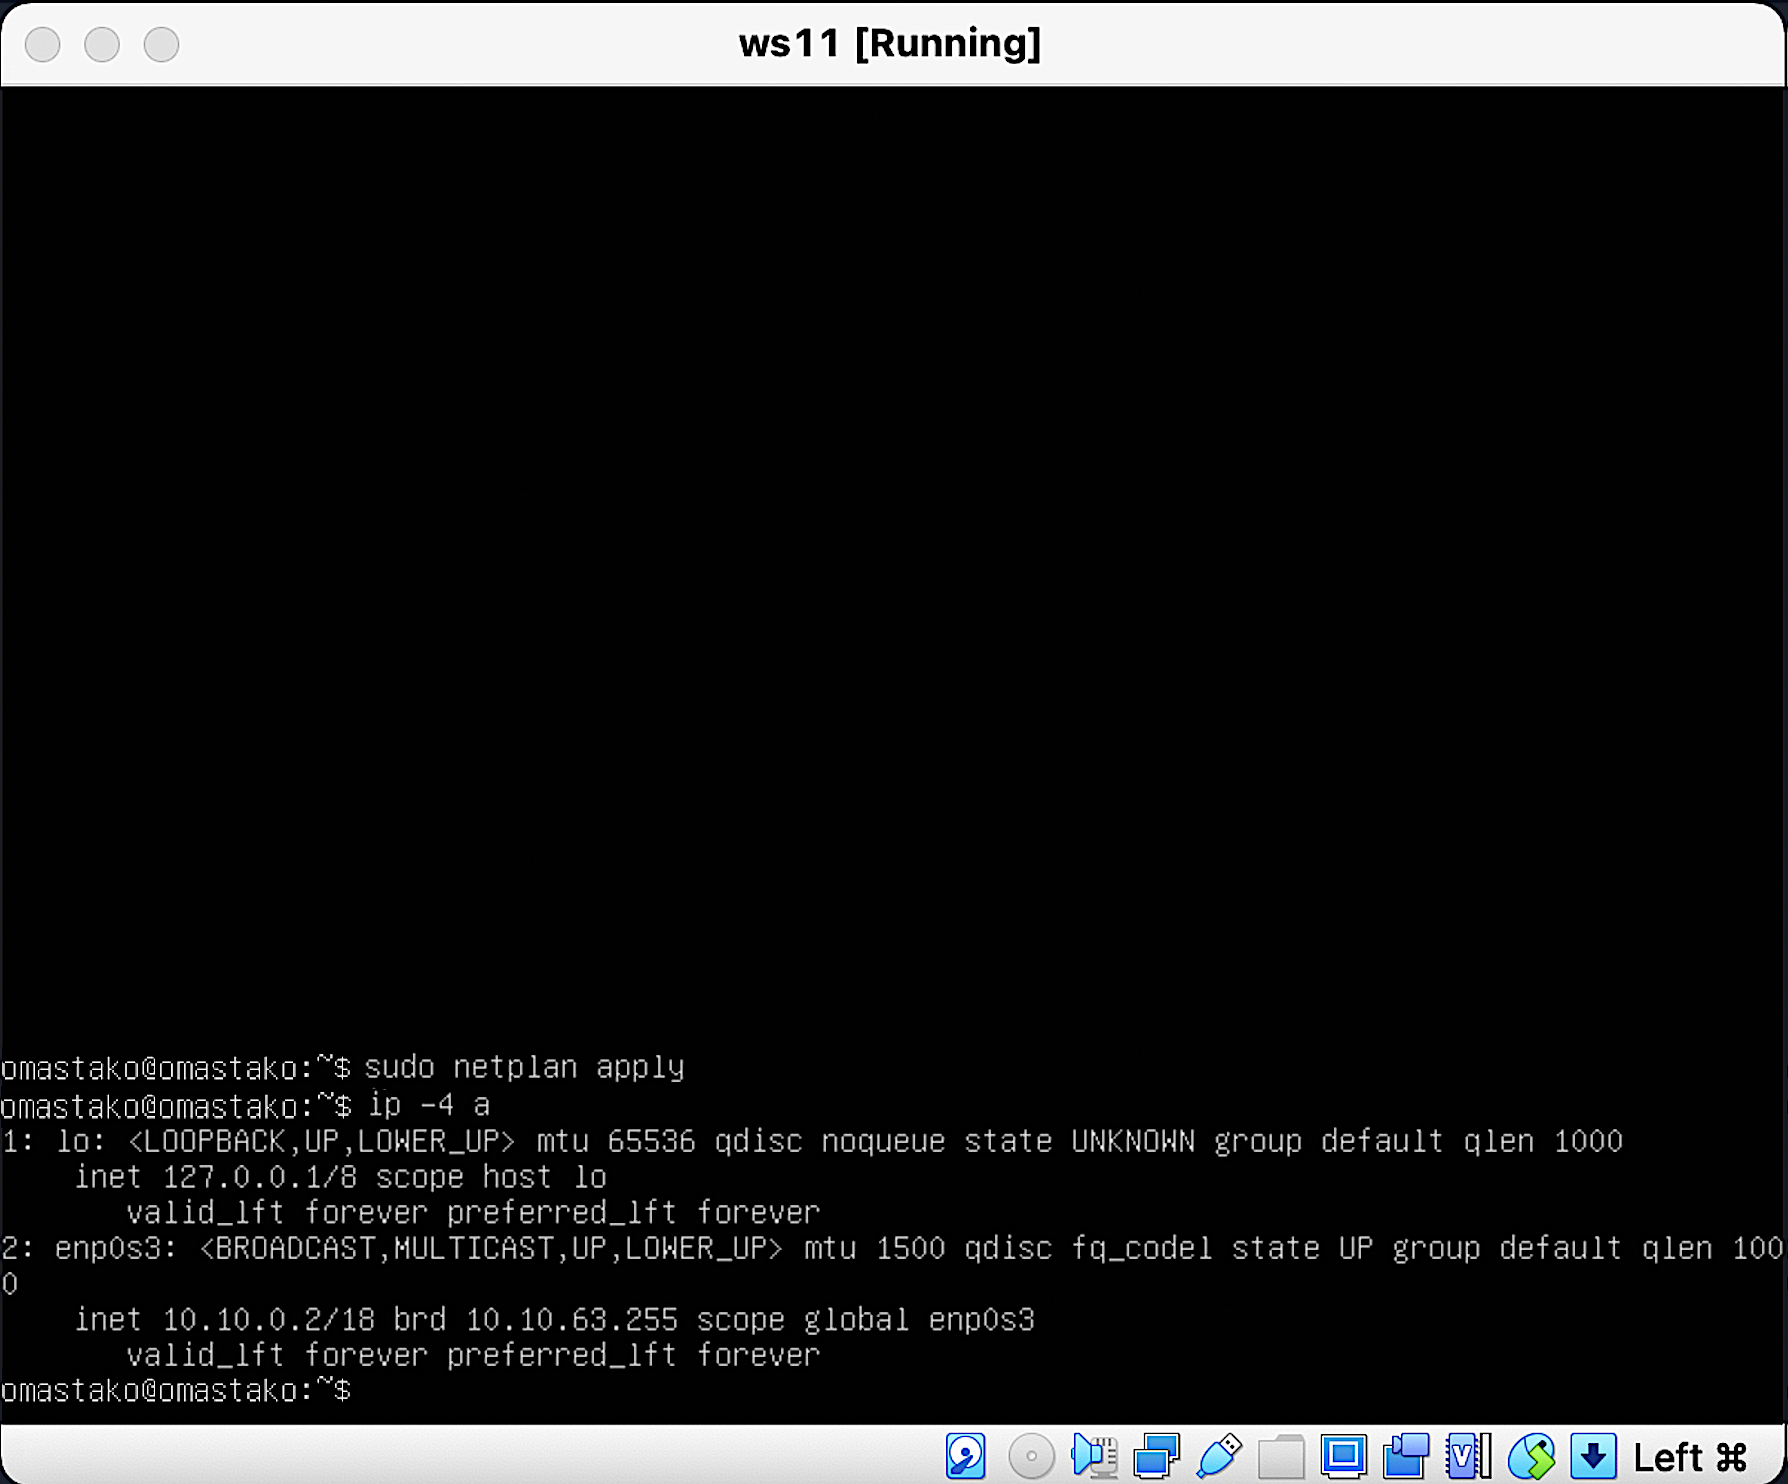 ws11 [Running]
omastako@omastako:~$ sudo netplan apply
omastako@omastako:~$ ip -4 a
1: lo: <LOOPBACK,UP,LOWER_UP> mtu 65536 qdisc noqueue state UNKNOWN group default qlen 1000
    inet 127.0.0.1/8 scope host lo
       valid_lft forever preferred_lft forever
2: enp0s3: <BROADCAST,MULTICAST,UP,LOWER_UP> mtu 1500 qdisc fq_codel state UP group default qlen 100
0
    inet 10.10.0.2/18 brd 10.10.63.255 scope global enp0s3
       valid_lft forever preferred_lft forever
omastako@omastako:~$
V
Left ⌘